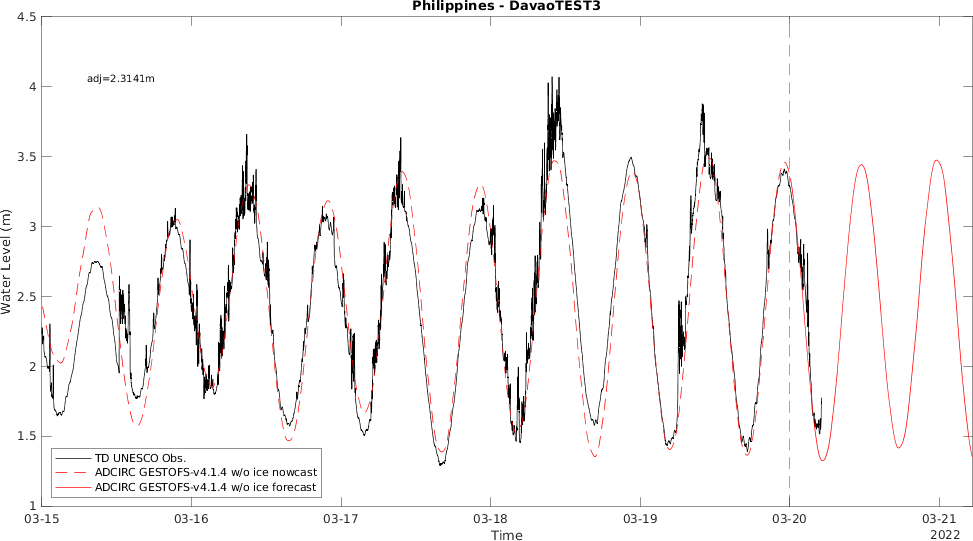 Philippines - DavaoTEST3
4.5
4
3.5
3
2.5
2
1.5
1
Water Level (m)
adj=2.3141m
TD UNESCO Obs.
ADCIRC GESTOFS-v4.1.4 w/o ice nowcast
ADCIRC GESTOFS-v4.1.4 w/o ice forecast
03-15 03-16 03-17 03-18 03-19 03-20 03-21
Time
2022